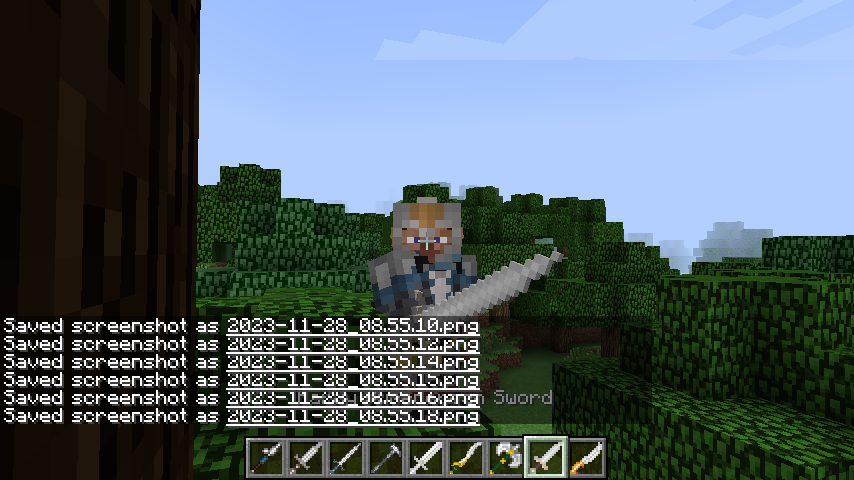 Saved screenshot as 2023-11-28_08.55.10.png
Saved screenshot as 2023-11-28_08.55.12.png
Saved screenshot as 2023-11-28_08.55.14.png
Saved screenshot as 2023-11-28_08.55.15.png
Saved screenshot as 2023-11-28_08.55.16.png
Sword
Saved screenshot as 2023-11-28_08.55.18.png